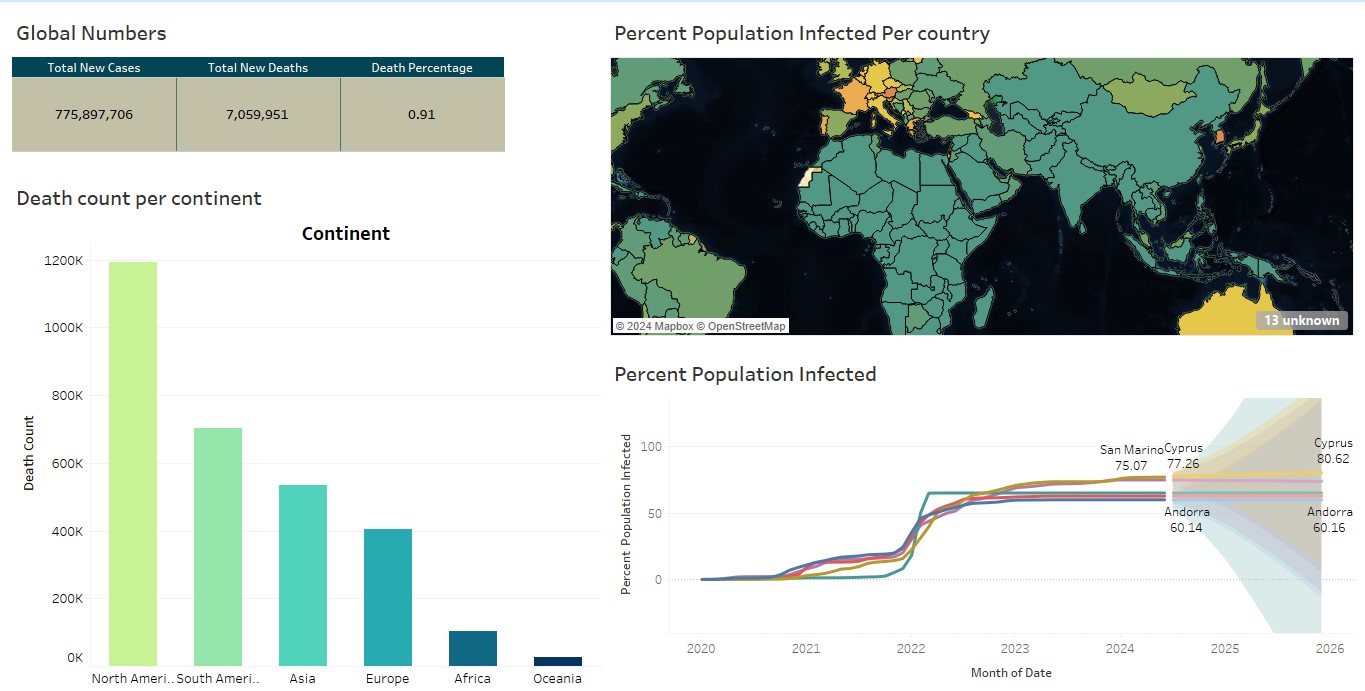 Global Numbers
Total New Cases Total New Deaths Death Percentage
775,897,706 7,059,951 0.91
Death count per continent
Continent
Death Count
1200K
1000K
800K
600K
400K
200K
0K
North Ameri.. South Ameri.. Asia Europe Africa Oceania
Percent Population Infected Per country
© 2024 Mapbox © OpenStreetMap
13 unknown
Percent Population Infected
Percent Population Infected
100
50
0
San Marino
75.07
Cyprus
77.26
Cyprus
80.62
Andorra
60.14
Andorra
60.16
2020 2021 2022 2023 2024 2025 2026
Month of Date